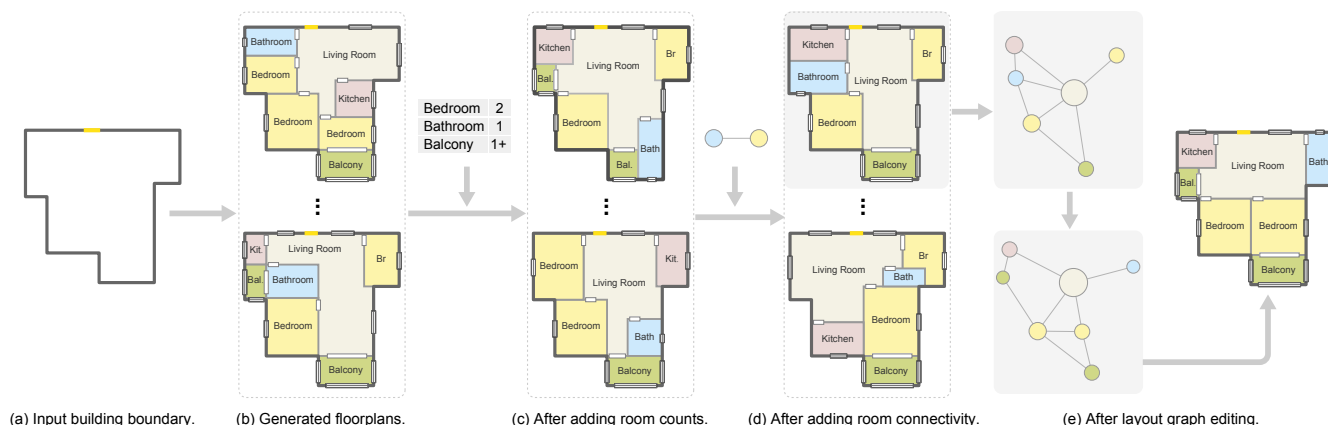 Bathroom
Living Room
Bedroom
Kitchen
Bedroom
Bedroom
Balcony
Bedroom 2
Bathroom 1
Balcony 1+
Kitchen
Br
Living Room
Bal.
Bedroom
Bath
Bal.
Kitchen
Br
Bathroom
Living Room
Bedroom
Balcony
Kitchen
Bath
Living Room
Bal.
Bedroom
Bedroom
Balcony
...
...
...
Kit.
Living Room
Br
Bal.
Bathroom
Bedroom
Balcony
Bedroom
Kit.
Living Room
Bedroom
Bath
Balcony
Living Room
Br
Bath
Bedroom
Kitchen
Balcony
(a) Input building boundary.
(b) Generated floorplans.
(c) After adding room counts.
(d) After adding room connectivity.
(e) After layout graph editing.